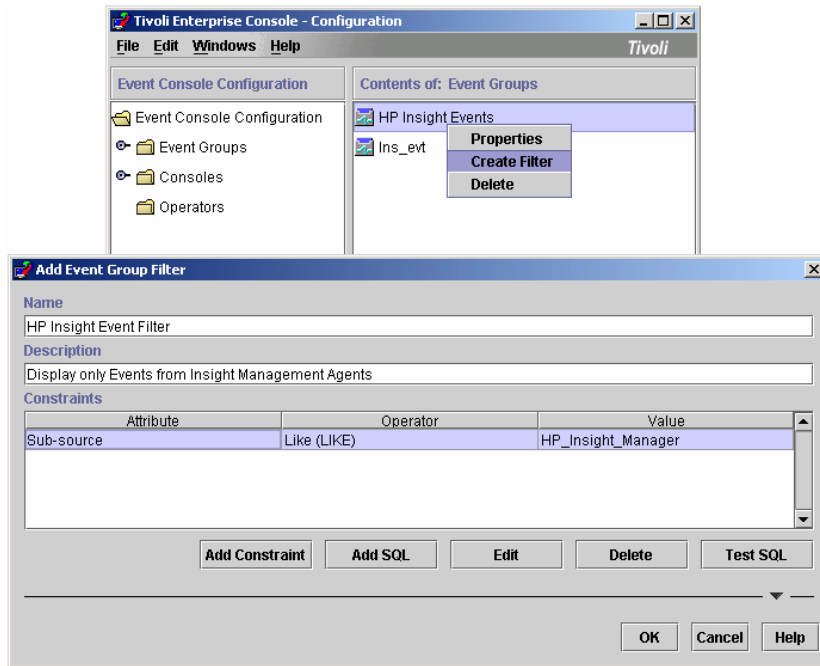 Tivoli Enterprise Console - Configuration
File Edit Windows Help Tivoli
Event Console Configuration Contents of: Event Groups
Event Console Configuration HP Insight Events
Properties
Event Groups Ins_evt Create Filter
Consoles Delete
Operators
Add Event Group Filter
Name
HP Insight Event Filter
Description
Display only Events from Insight Management Agents
Constraints
Attribute Operator Value
Sub-source Like (LIKE) HP_Insight_Manager
Add Constraint Add SQL Edit Delete Test SQL
OK Cancel Help